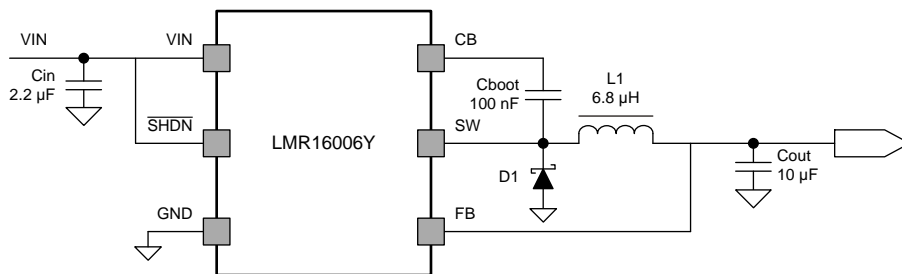 VIN
VIN
CB
L1
6.8 µH
Cin
2.2 µF
Cboot
100 nF
SHDN
LMR16006Y
SW
Cout
10 µF
D1
GND
FB